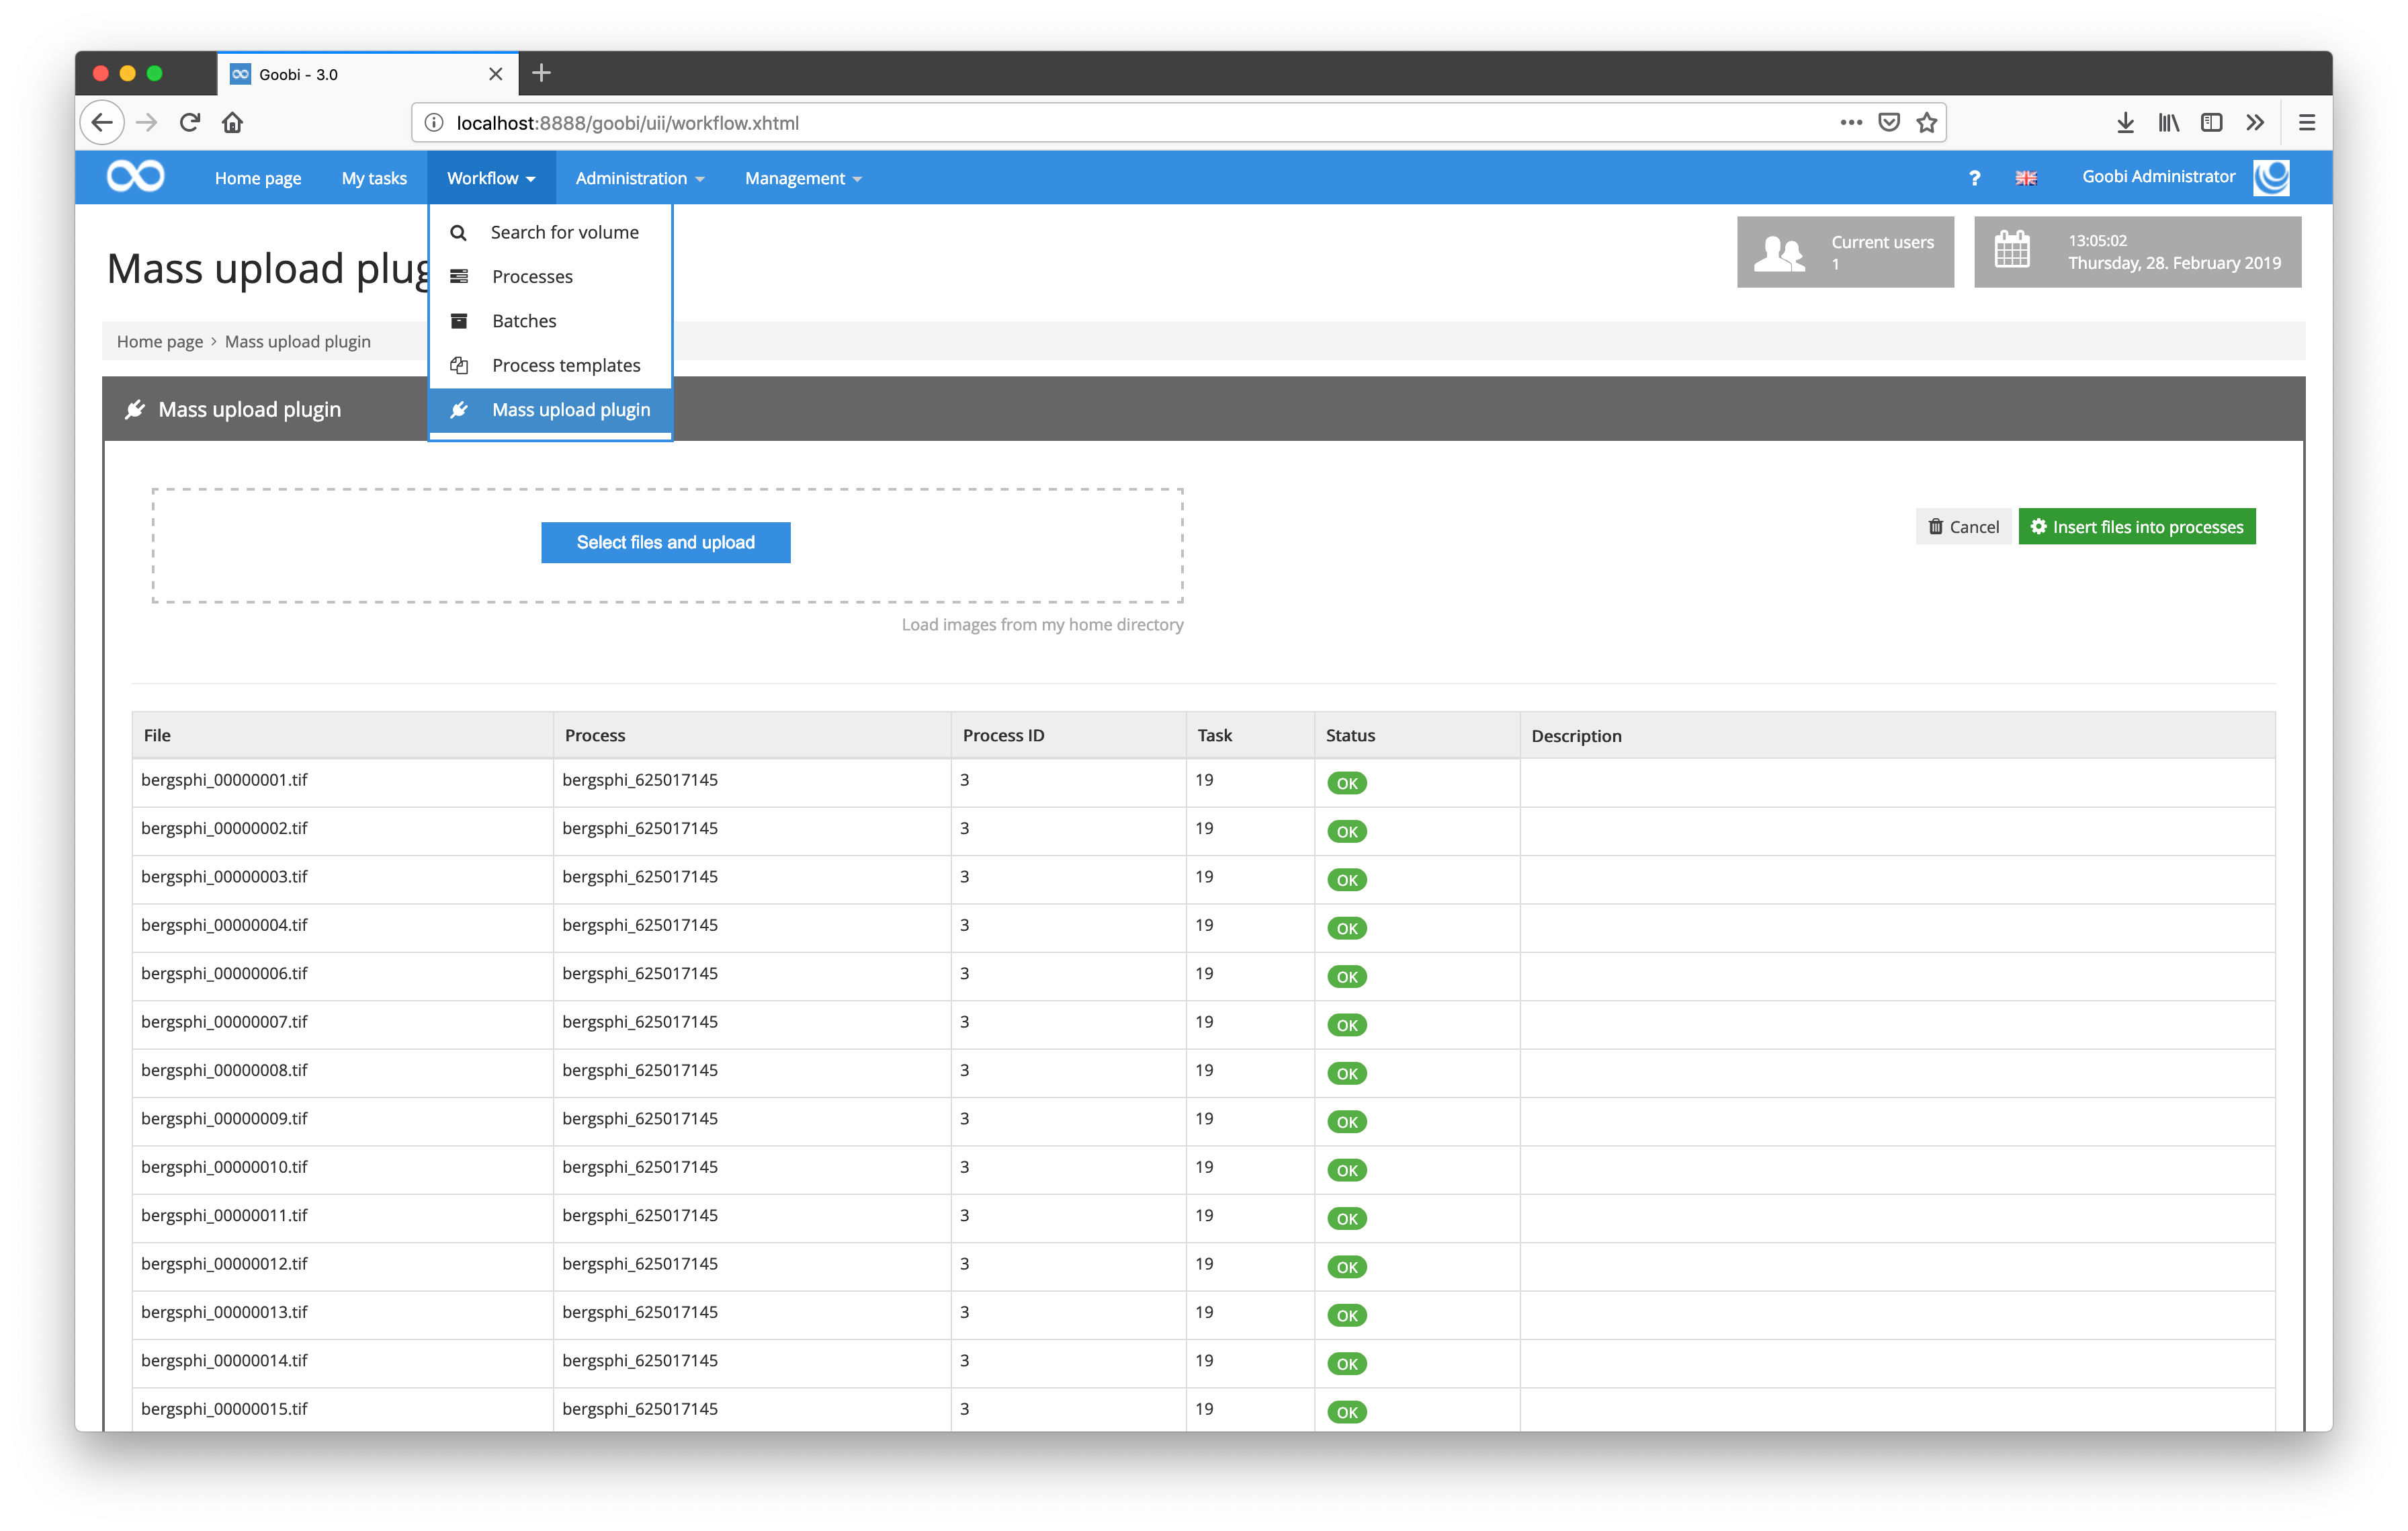 Goobi - 3.0
localhost:8888/goobi/uii/workflow.xhtml
Home page My tasks Workflow Administration Management ? Goobi Administrator
Search for volume
Processes
Batches
Process templates
Mass upload plugin
Mass upload plug
Current users
1
13:05:02
Thursday, 28. February 2019
Home page > Mass upload plugin
Mass upload plugin
Select files and upload
Cancel Insert files into processes
Load images from my home directory
File Process Process ID Task Status Description
bergsphi_00000001.tif bergsphi_625017145 3 19 OK
bergsphi_00000002.tif bergsphi_625017145 3 19 OK
bergsphi_00000003.tif bergsphi_625017145 3 19 OK
bergsphi_00000004.tif bergsphi_625017145 3 19 OK
bergsphi_00000006.tif bergsphi_625017145 3 19 OK
bergsphi_00000007.tif bergsphi_625017145 3 19 OK
bergsphi_00000008.tif bergsphi_625017145 3 19 OK
bergsphi_00000009.tif bergsphi_625017145 3 19 OK
bergsphi_00000010.tif bergsphi_625017145 3 19 OK
bergsphi_00000011.tif bergsphi_625017145 3 19 OK
bergsphi_00000012.tif bergsphi_625017145 3 19 OK
bergsphi_00000013.tif bergsphi_625017145 3 19 OK
bergsphi_00000014.tif bergsphi_625017145 3 19 OK
bergsphi_00000015.tif bergsphi_625017145 3 19 OK